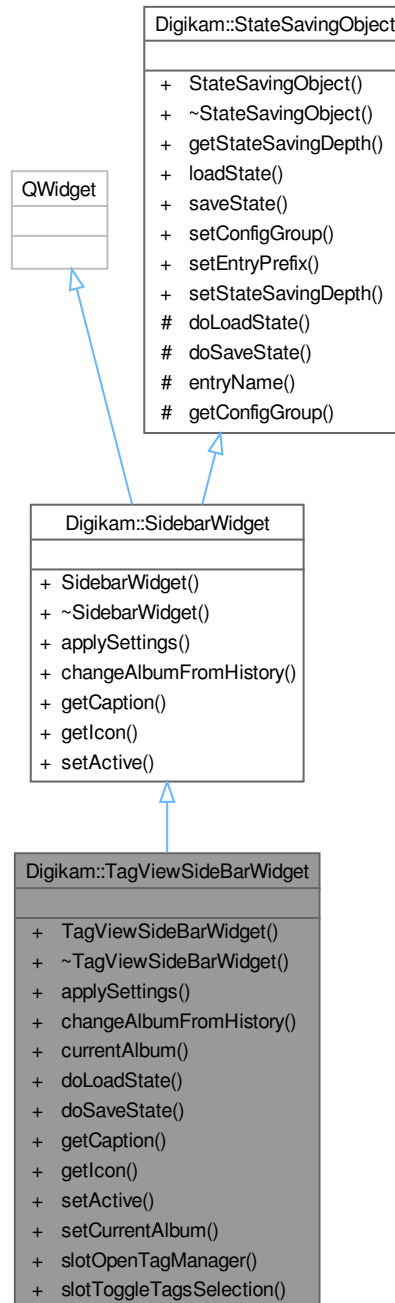 Digikam::StateSavingObject
+ StateSavingObject()
+ ~StateSavingObject()
+ getStateSavingDepth()
+ loadState()
+ saveState()
+ setConfigGroup()
+ setEntryPrefix()
+ setStateSavingDepth()
# doLoadState()
# doSaveState()
# entryName()
# getConfigGroup()
QWidget
Digikam::SidebarWidget
+ SidebarWidget()
+ ~SidebarWidget()
+ applySettings()
+ changeAlbumFromHistory()
+ getCaption()
+ getIcon()
+ setActive()
Digikam::TagViewSideBarWidget
+ TagViewSideBarWidget()
+ ~TagViewSideBarWidget()
+ applySettings()
+ changeAlbumFromHistory()
+ currentAlbum()
+ doLoadState()
+ doSaveState()
+ getCaption()
+ getIcon()
+ setActive()
+ setCurrentAlbum()
+ slotOpenTagManager()
+ slotToggleTagsSelection()